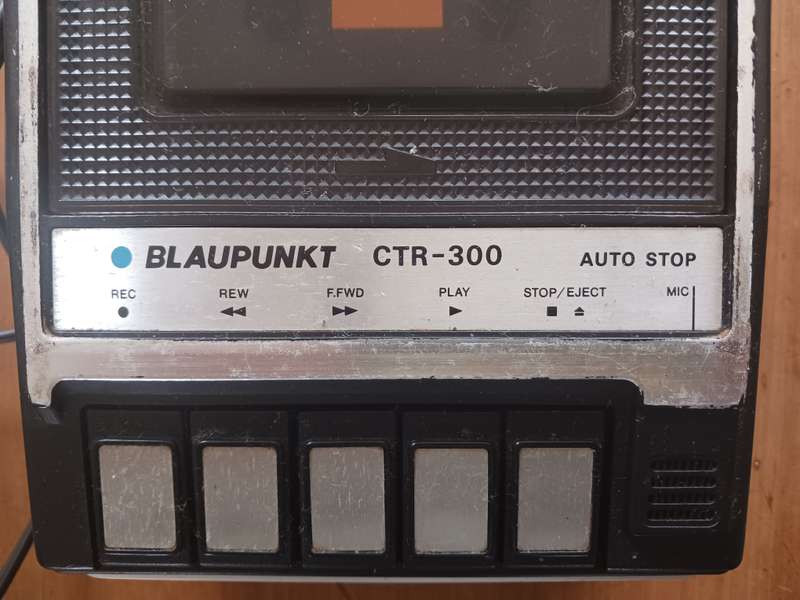 BLAUPUNKT CTR-300 AUTO STOP
REC REW F.FWD PLAY STOP/EJECT MIC